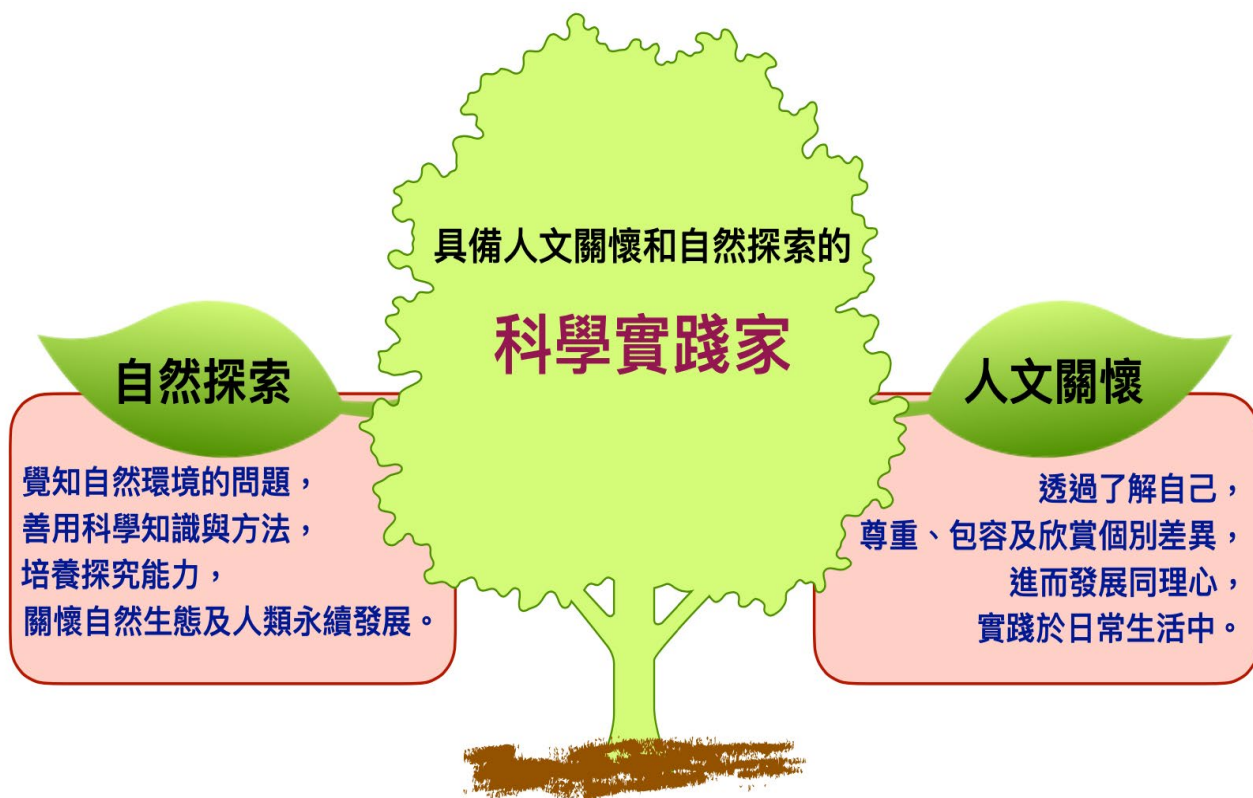 具備人文關懷和自然探索的
科學實踐家
自然探索
覺知自然環境的問題，
善用科學知識與方法，
培養探究能力，
關懷自然生態及人類永續發展。
人文關懷
透過了解自己，
尊重、包容及欣賞個別差異，
進而發展同理心，
實踐於日常生活中。